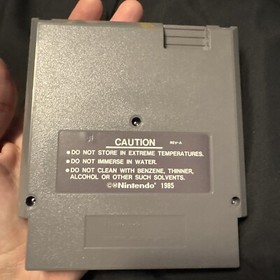 CAUTION REV-A
•DO NOT STORE IN EXTREME TEMPERATURES.
•DO NOT IMMERSE IN WATER.
•DO NOT CLEAN WITH BENZENE, THINNER,
ALCOHOL OR OTHER SUCH SOLVENTS.
©®Nintendo® 1985